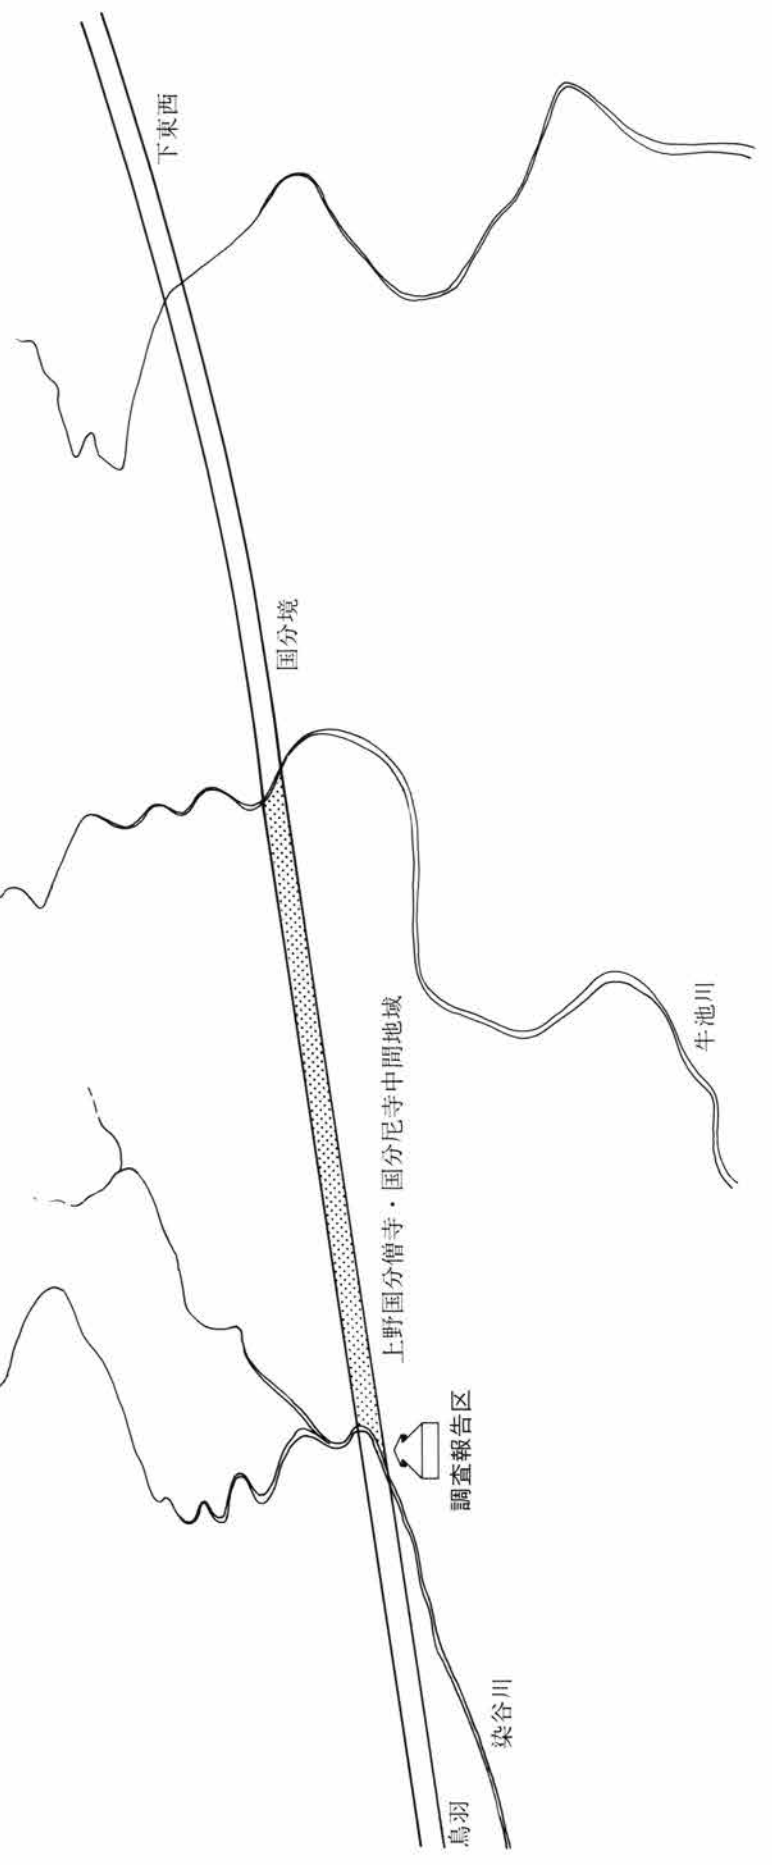 下東西
国分境
上野国分僧寺・国分尼寺中間地域
牛池川
調査報告区
染谷川
鳥羽